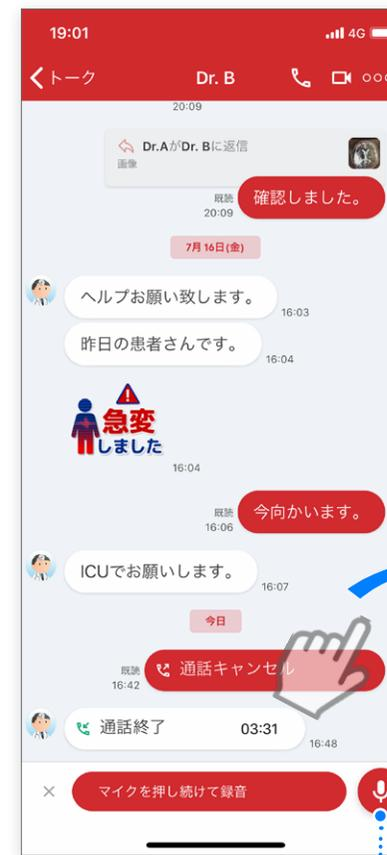 19:01
4G
トーク
Dr. B
20:09
Dr.AがDr. Bに返信
画像
確認しました。
既読
20:09
7月16日(金)
ヘルプお願い致します。
16:03
昨日の患者さんです。
16:04
急変
しました
16:04
今向かいます。
既読
16:06
ICUでお願いします。
16:07
今日
通話キャンセル
既読
16:42
通話終了
03:31
16:48
マイクを押し続けて録音